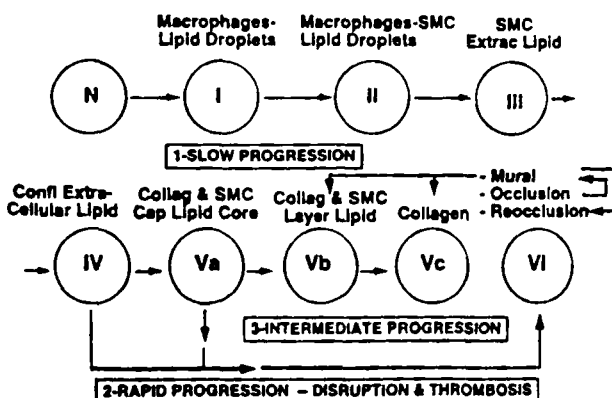 Macrophages-
Lipid Droplets
Macrophages-SMC
Lipid Droplets
SMC
Extrac Lipid
N
I
II
III
1-SLOW PROGRESSION
Confl Extra-
Cellular Lipid
Collag & SMC
Cap Lipid Core
Collag & SMC
Layer Lipid
Collagen
- Mural
- Occlusion
- Reocclusion
IV
Va
Vb
Vc
VI
3-INTERMEDIATE PROGRESSION
2-RAPID PROGRESSION – DISRUPTION & THROMBOSIS